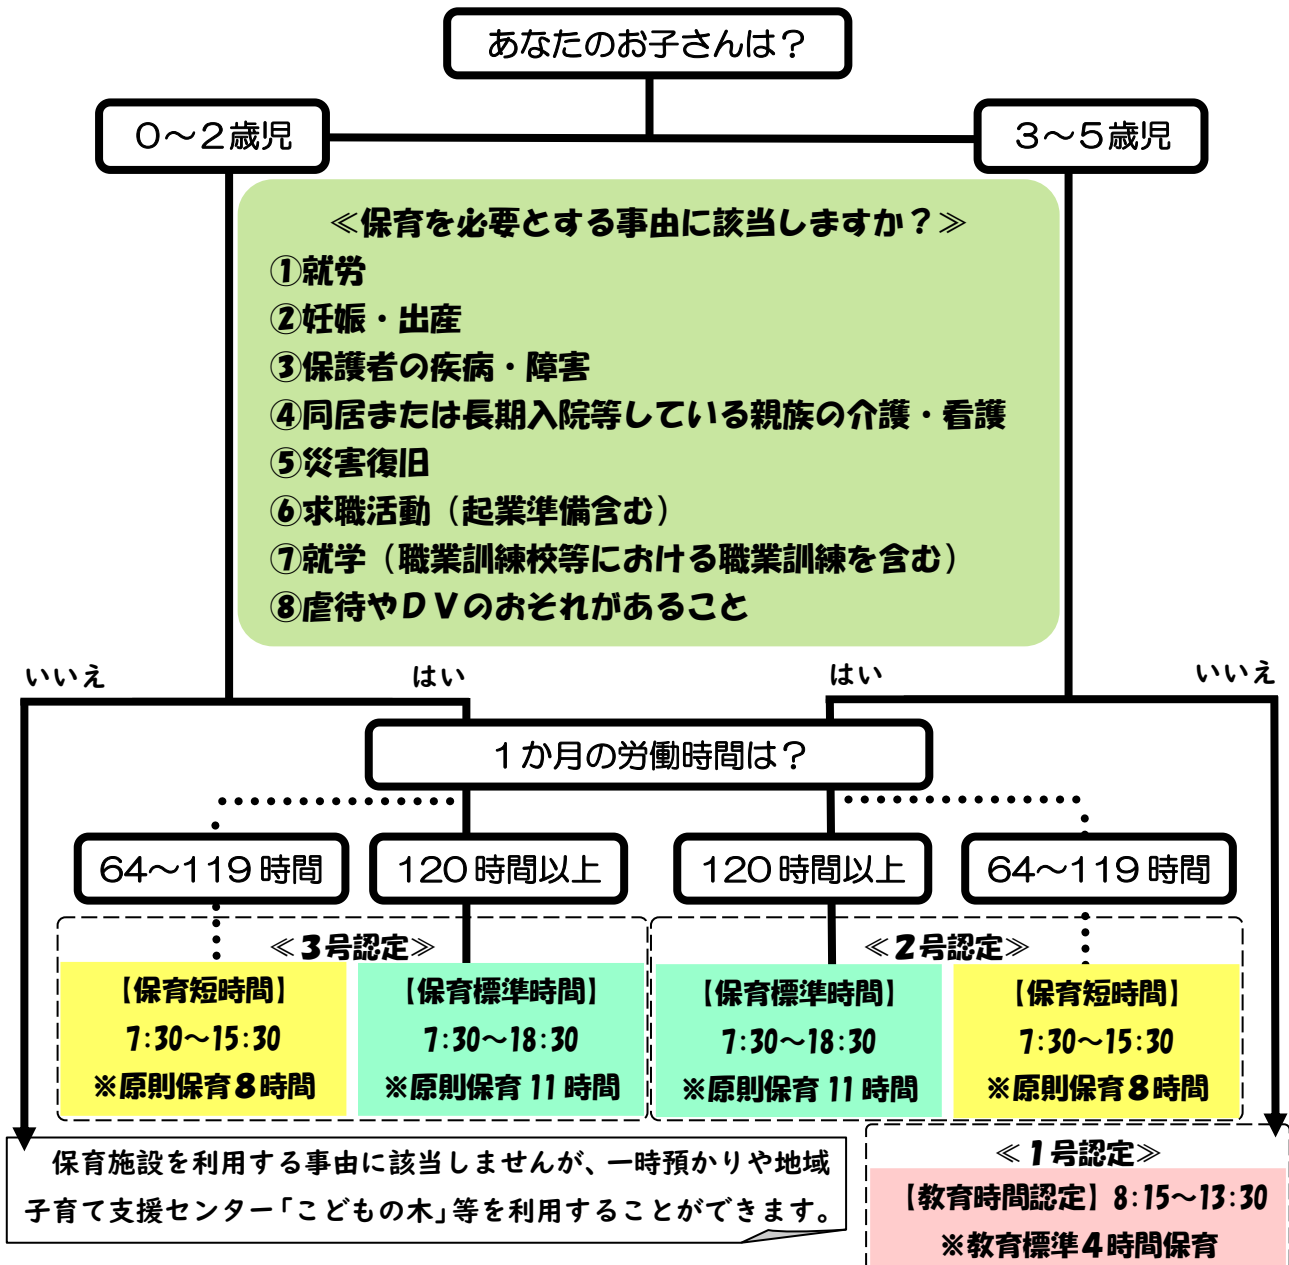 あなたのお子さんは？
０～２歳児
３～５歳児
≪保育を必要とする事由に該当しますか？≫
①就労
②妊娠・出産
③保護者の疾病・障害
④同居または長期入院等している親族の介護・看護
⑤災害復旧
⑥求職活動（起業準備含む）
⑦就学（職業訓練校等における職業訓練を含む）
⑧虐待やＤＶのおそれがあること
いいえ
はい
はい
いいえ
１か月の労働時間は？
64～119時間
120時間以上
120時間以上
64～119時間
≪３号認定≫
【保育短時間】
7:30～15:30
※原則保育８時間
【保育標準時間】
7:30～18:30
※原則保育11時間
≪２号認定≫
【保育標準時間】
7:30～18:30
※原則保育11時間
【保育短時間】
7:30～15:30
※原則保育８時間
保育施設を利用する事由に該当しませんが、一時預かりや地域
子育て支援センター「こどもの木」等を利用することができます。
≪１号認定≫
【教育時間認定】8:15～13:30
※教育標準４時間保育